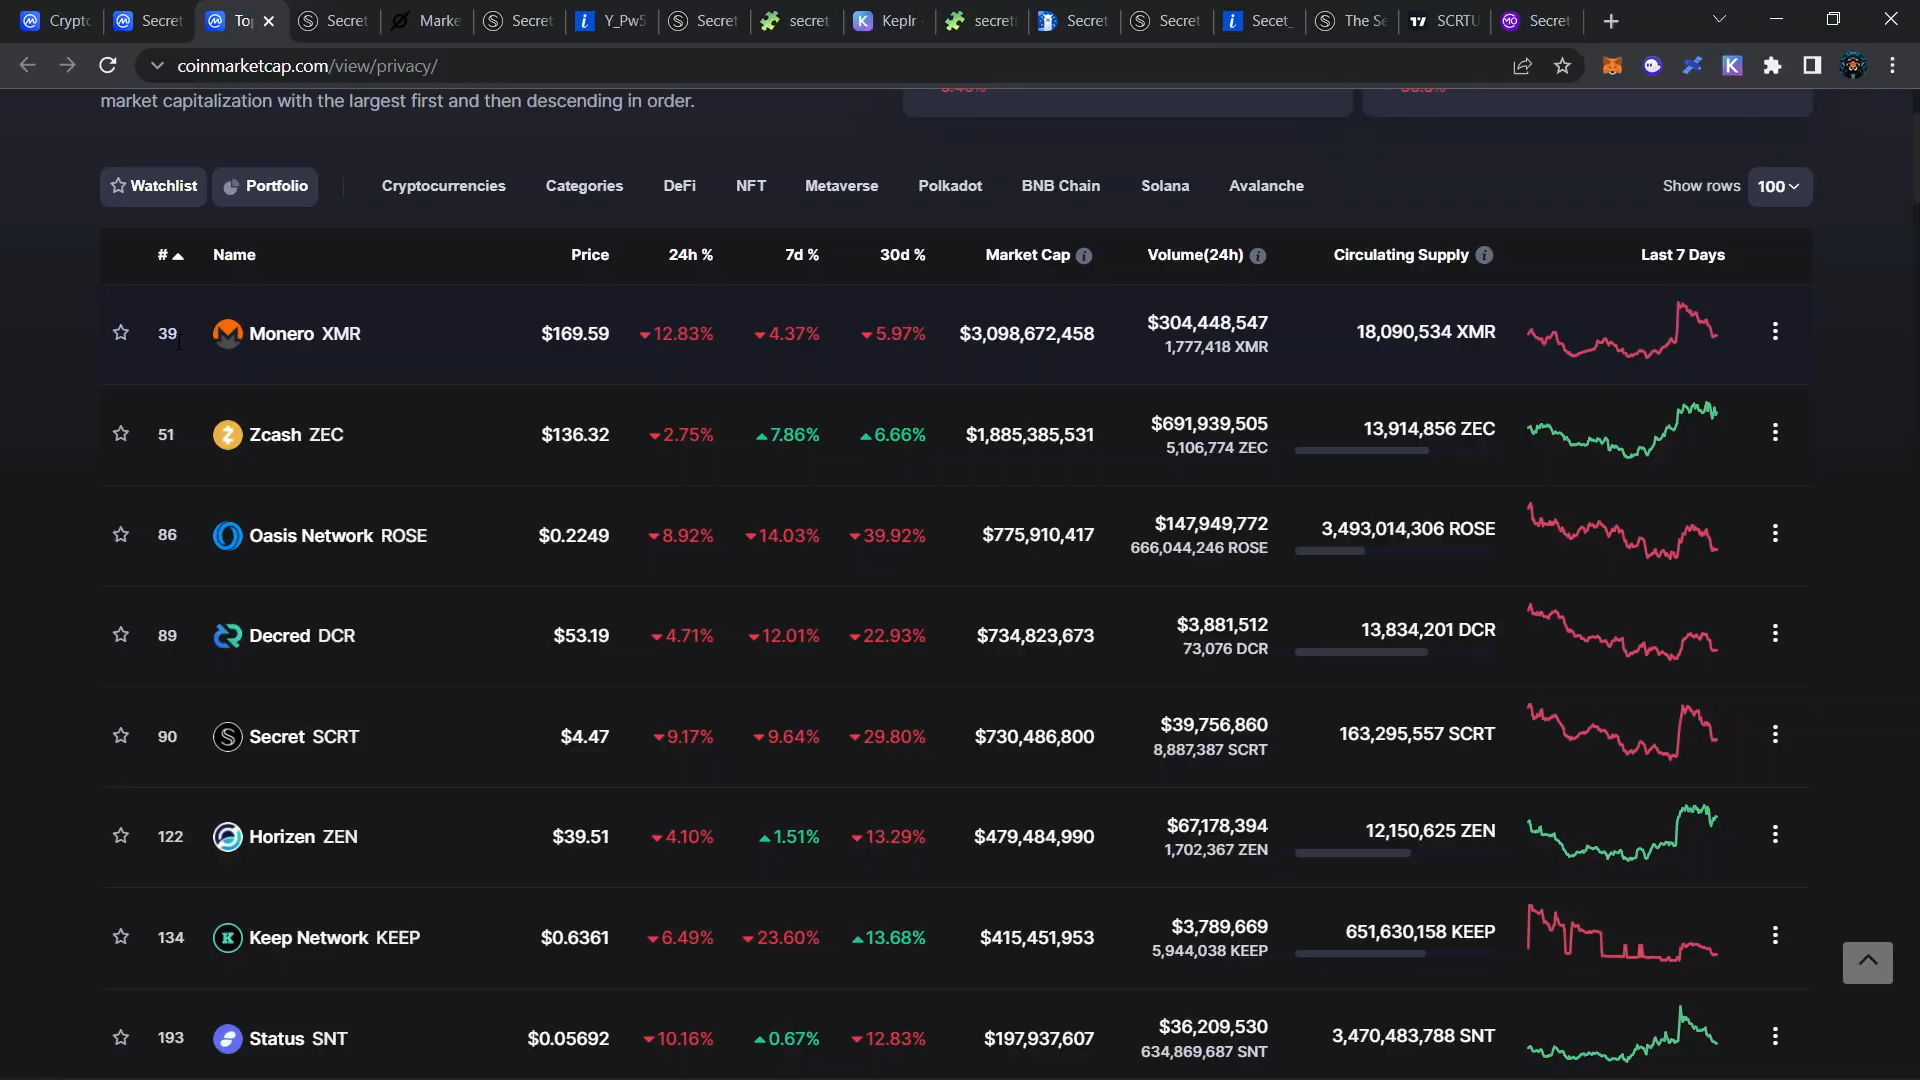 Crypto
Secret
Top
Secret
Marke
Secret
Y_Pw5
Secret
secret
Keplr
secret
Secret
Secret
Secet_
The Se
SCRTU
Secret
coinmarketcap.com/view/privacy/
market capitalization with the largest first and then descending in order.
Watchlist Portfolio Cryptocurrencies Categories DeFi NFT Metaverse Polkadot BNB Chain Solana Avalanche Show rows 100
# Name Price 24h % 7d % 30d % Market Cap Volume(24h) Circulating Supply Last 7 Days
39 Monero XMR $169.59 12.83% 4.37% 5.97% $3,098,672,458 $304,448,547 18,090,534 XMR
1,777,418 XMR
51 Zcash ZEC $136.32 2.75% 7.86% 6.66% $1,885,385,531 $691,939,505 13,914,856 ZEC
5,106,774 ZEC
86 Oasis Network ROSE $0.2249 8.92% 14.03% 39.92% $775,910,417 $147,949,772 3,493,014,306 ROSE
666,044,246 ROSE
89 Decred DCR $53.19 4.71% 12.01% 22.93% $734,823,673 $3,881,512 13,834,201 DCR
73,076 DCR
90 Secret SCRT $4.47 9.17% 9.64% 29.80% $730,486,800 $39,756,860 163,295,557 SCRT
8,887,387 SCRT
122 Horizen ZEN $39.51 4.10% 1.51% 13.29% $479,484,990 $67,178,394 12,150,625 ZEN
1,702,367 ZEN
134 Keep Network KEEP $0.6361 6.49% 23.60% 13.68% $415,451,953 $3,789,669 651,630,158 KEEP
5,944,038 KEEP
193 Status SNT $0.05692 10.16% 0.67% 12.83% $197,937,607 $36,209,530 3,470,483,788 SNT
634,869,687 SNT